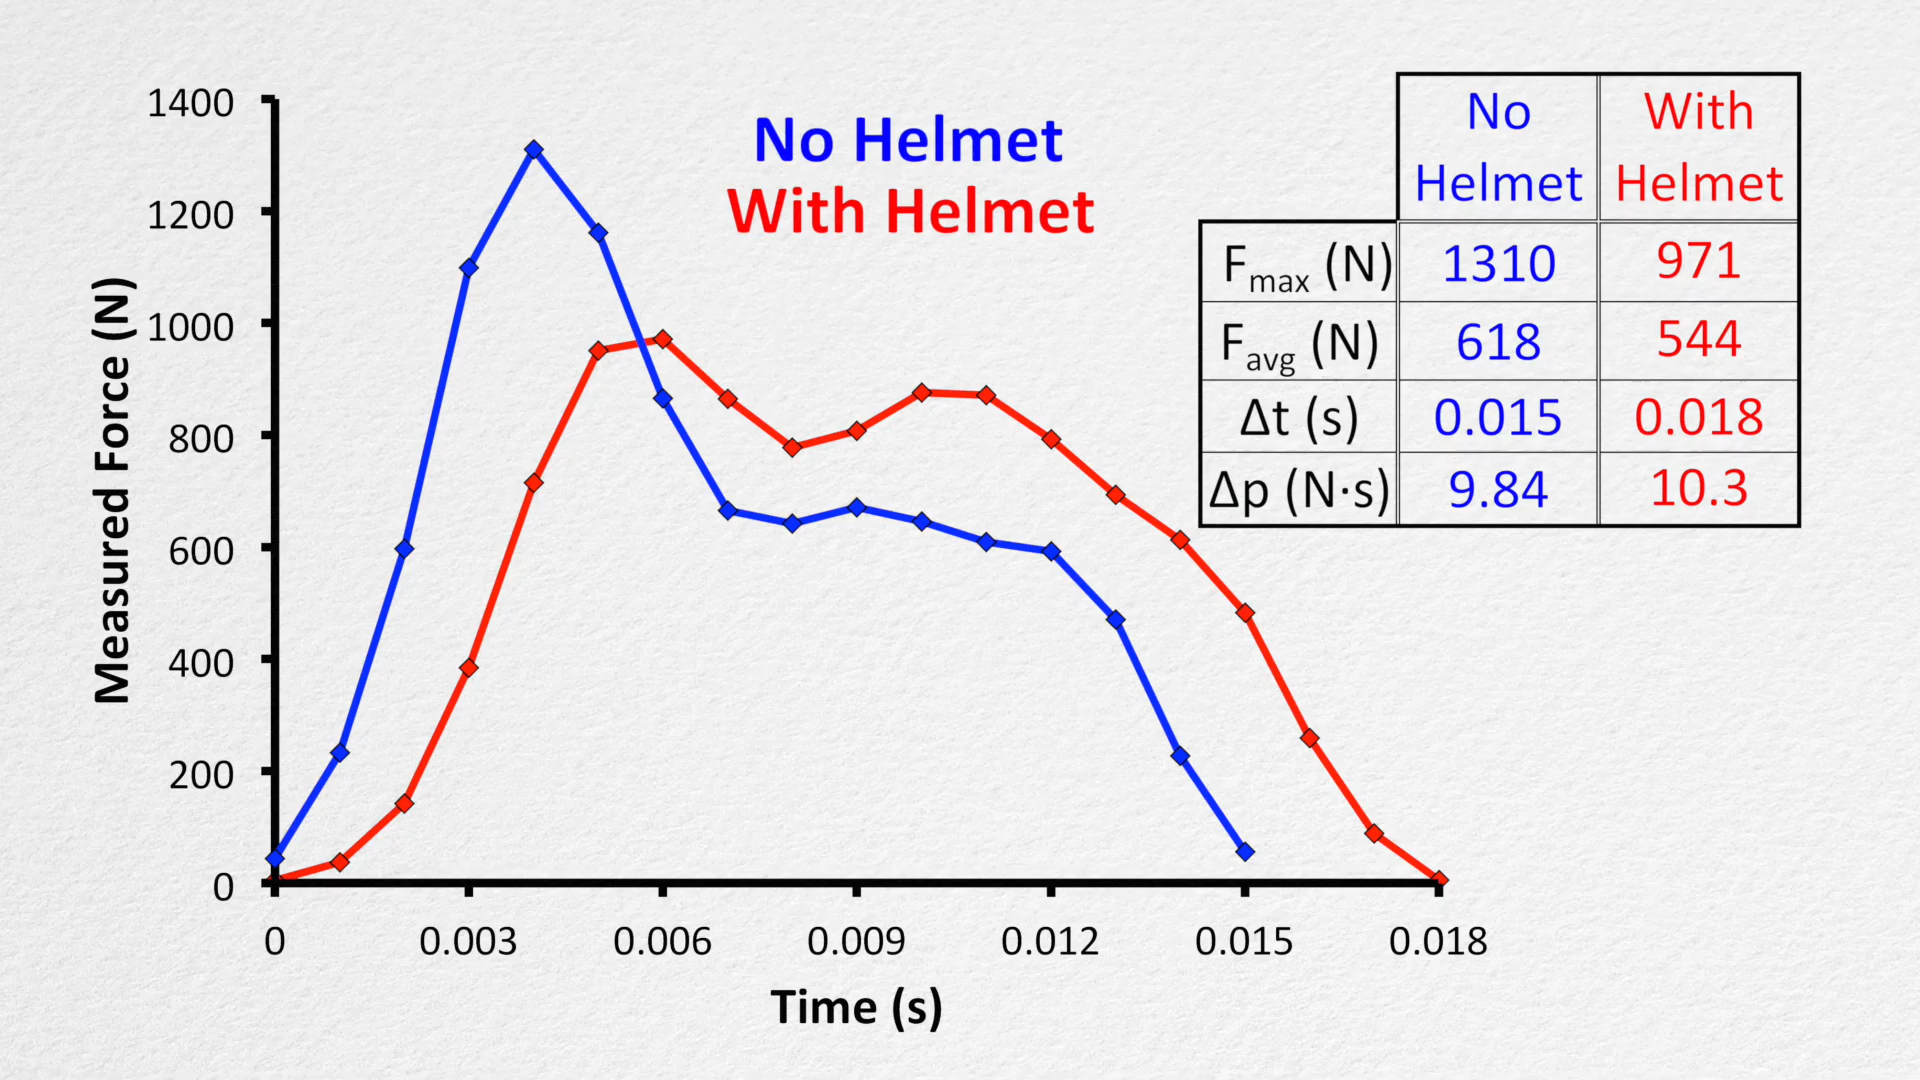 No Helmet
With Helmet
Measured Force (N)
1400
1200
1000
800
600
400
200
0
0 0.003 0.006 0.009 0.012 0.015 0.018
Time (s)
No Helmet With Helmet
Fmax (N) 1310 971
Favg (N) 618 544
Δt (s) 0.015 0.018
Δp (N·s) 9.84 10.3